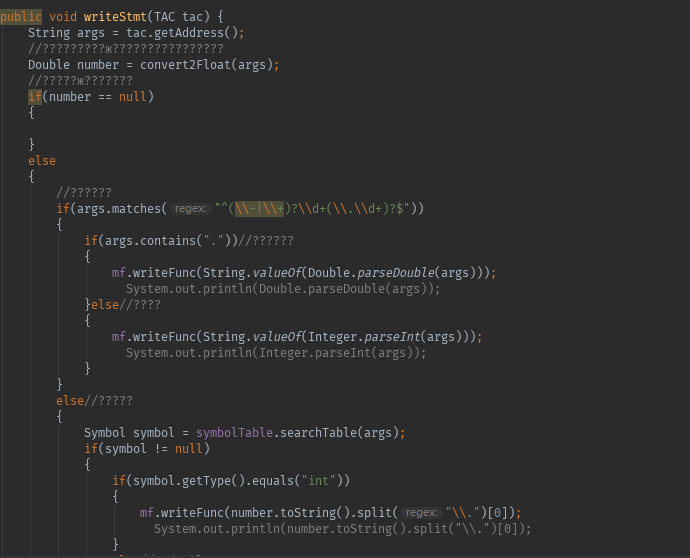 public void writeStmt(TAC tac) {
String args = tac.getAddress();
//?????????ж????????????????
Double number = convert2Float(args);
//?????ж???????
if(number == null)
{
}
else
{
//??????
if(args.matches( regex: "^(\\-|\\+)?\\d+(\\.\\d+)?$"))
{
if(args.contains("."))//??????
{
mf.writeFunc(String.valueOf(Double.parseDouble(args)));
System.out.println(Double.parseDouble(args));
}else//????
{
mf.writeFunc(String.valueOf(Integer.parseInt(args)));
System.out.println(Integer.parseInt(args));
}
}
else//?????
{
Symbol symbol = symbolTable.searchTable(args);
if(symbol != null)
{
if(symbol.getType().equals("int"))
{
mf.writeFunc(number.toString().split( regex: "\\.")[0]);
System.out.println(number.toString().split("\\.")[0]);
}